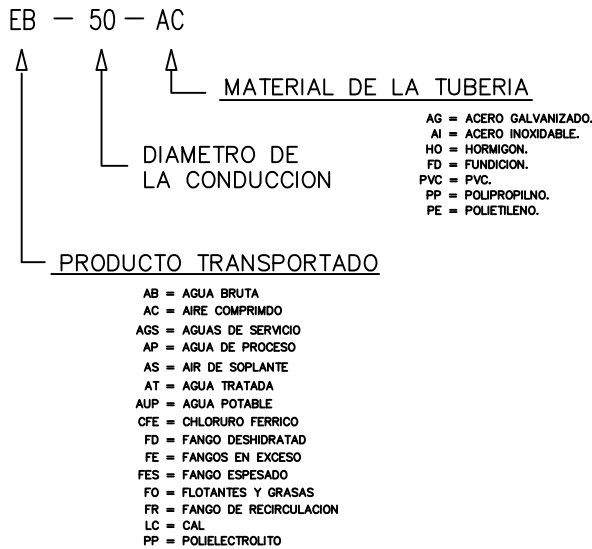 EB - 50 - AC
MATERIAL DE LA TUBERIA
AG = ACERO GALVANIZADO.
AI = ACERO INOXIDABLE.
HO = HORMIGON.
FD = FUNDICION.
PVC = PVC.
PP = POLIPROPILNO.
PE = POLIETILENO.
DIAMETRO DE
LA CONDUCCION
PRODUCTO TRANSPORTADO
AB = AGUA BRUTA
AC = AIRE COMPRIMDO
AGS = AGUAS DE SERVICIO
AP = AGUA DE PROCESO
AS = AIR DE SOPLANTE
AT = AGUA TRATADA
AUP = AGUA POTABLE
CFE = CHLORURO FERRICO
FD = FANGO DESHIDRATAD
FE = FANGOS EN EXCESO
FES = FANGO ESPESADO
FO = FLOTANTES Y GRASAS
FR = FANGO DE RECIRCULACION
LC = CAL
PP = POLIELECTROLITO